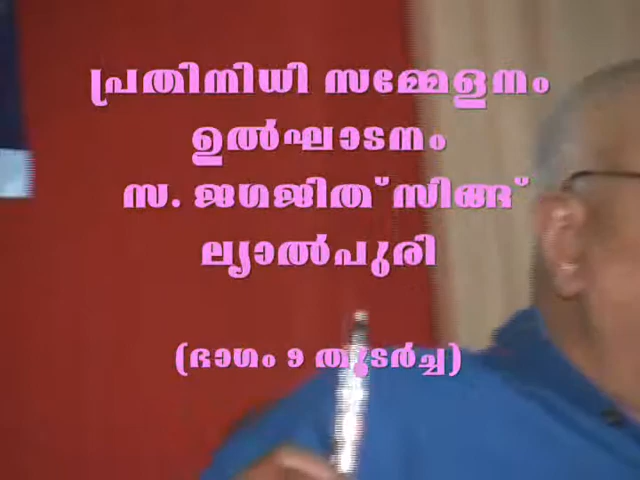 പ്രതിനിധി സമ്മേളനം
ഉൽഘാടനം
സ. ജഗജിത് സിങ്ങ്
ല്യാൽപുരി
(ഭാഗം 9 തുടർച്ച)